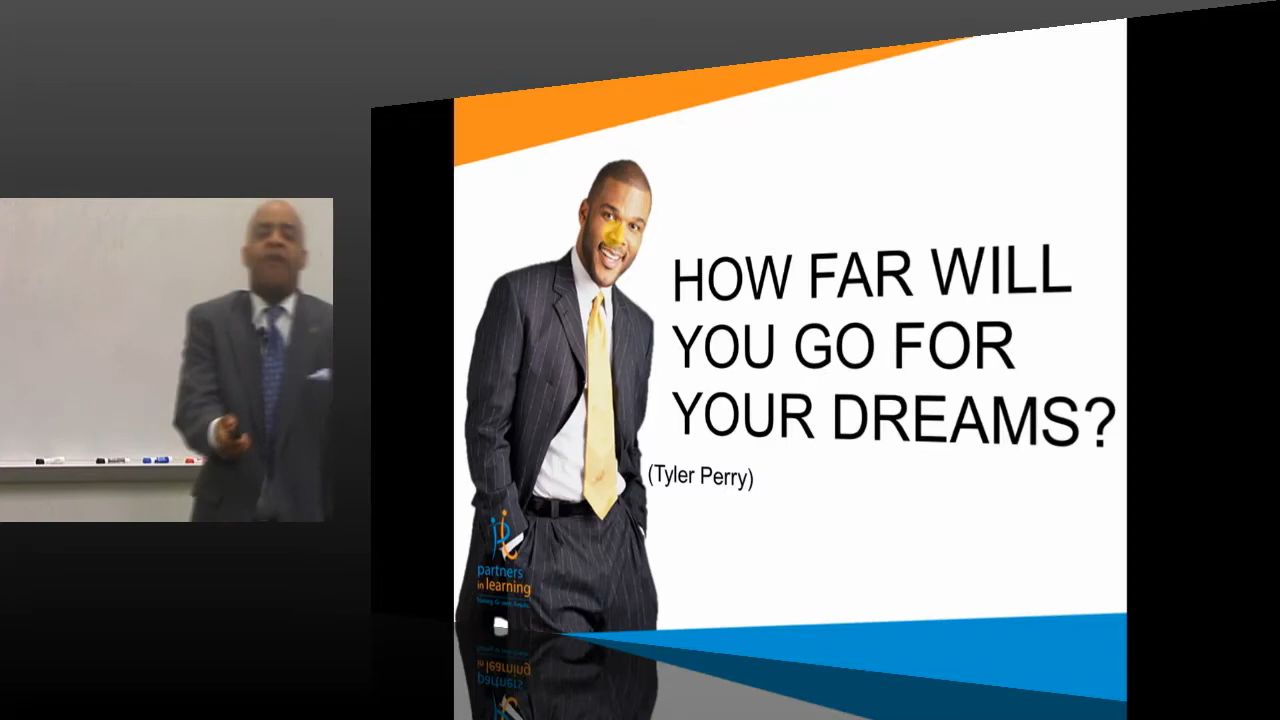 HOW FAR WILL
YOU GO FOR
YOUR DREAMS?
(Tyler Perry)
partners
in learning